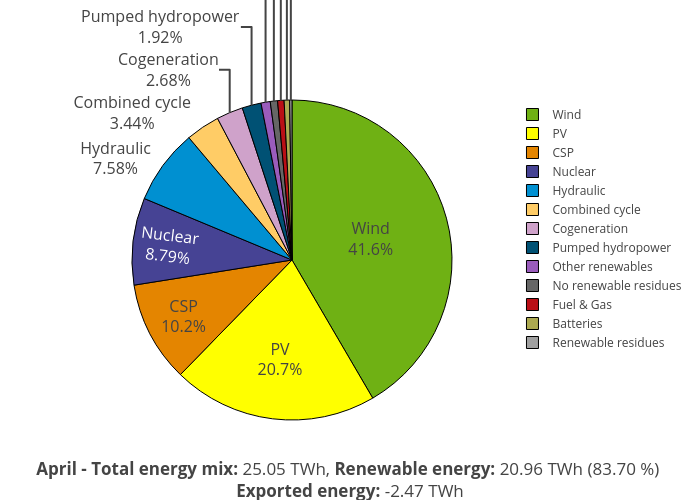 Pumped hydropower
1.92%
Cogeneration
2.68%
Combined cycle
3.44%
Hydraulic
7.58%
Nuclear
8.79%
CSP
10.2%
PV
20.7%
Wind
41.6%
Wind
PV
CSP
Nuclear
Hydraulic
Combined cycle
Cogeneration
Pumped hydropower
Other renewables
No renewable residues
Fuel & Gas
Batteries
Renewable residues
April - Total energy mix: 25.05 TWh, Renewable energy: 20.96 TWh (83.70 %)
Exported energy: -2.47 TWh